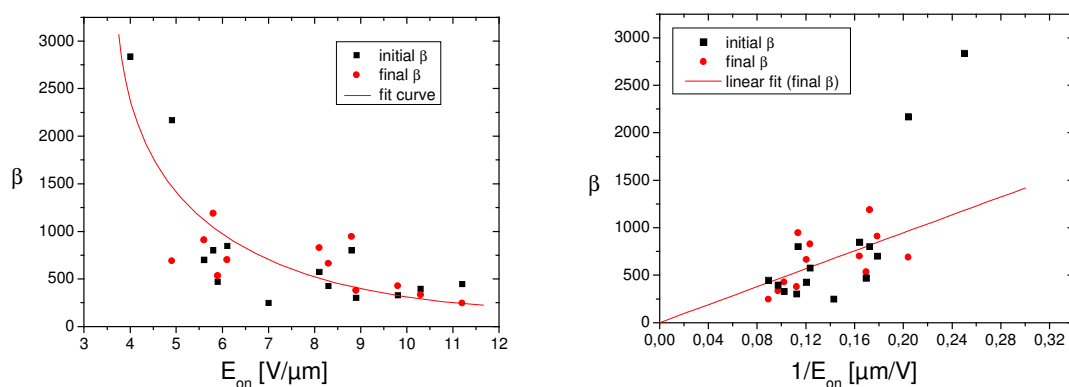 3000
2500
2000
1500
1000
500
0
β
3 4 5 6 7 8 9 10 11 12
E_on [V/μm]
initial β
final β
fit curve
3000
2500
2000
1500
1000
500
0
β
0,00 0,04 0,08 0,12 0,16 0,20 0,24 0,28 0,32
1/E_on [μm/V]
initial β
final β
linear fit (final β)